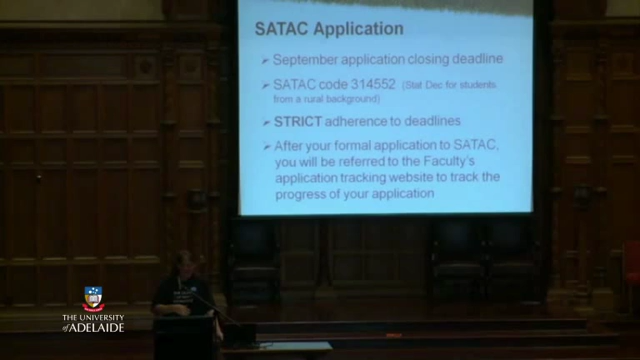 SATAC Application
➢ September application closing deadline
➢ SATAC code 314552 (Stat Dec for students
from a rural background)
➢ STRICT adherence to deadlines
➢ After your formal application to SATAC,
you will be referred to the Faculty's
application tracking website to track the
progress of your application
THE UNIVERSITY
of ADELAIDE